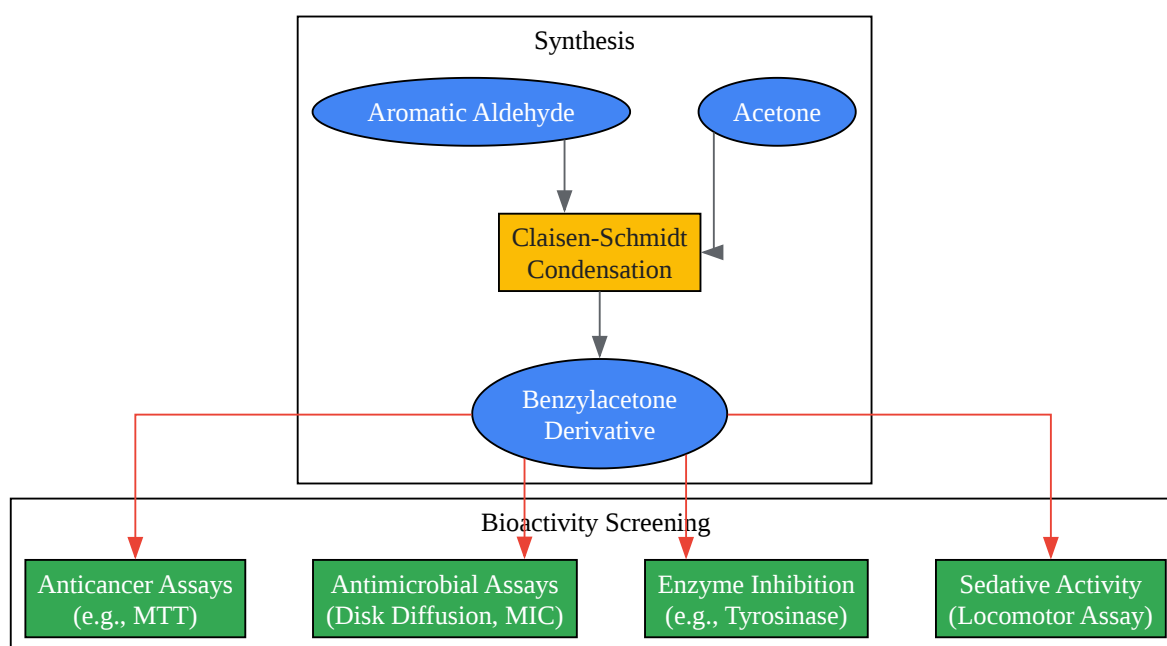 Synthesis
Aromatic Aldehyde
Acetone
Claisen-Schmidt
Condensation
Benzylacetone
Derivative
Bioactivity Screening
Anticancer Assays
(e.g., MTT)
Antimicrobial Assays
(Disk Diffusion, MIC)
Enzyme Inhibition
(e.g., Tyrosinase)
Sedative Activity
(Locomotor Assay)